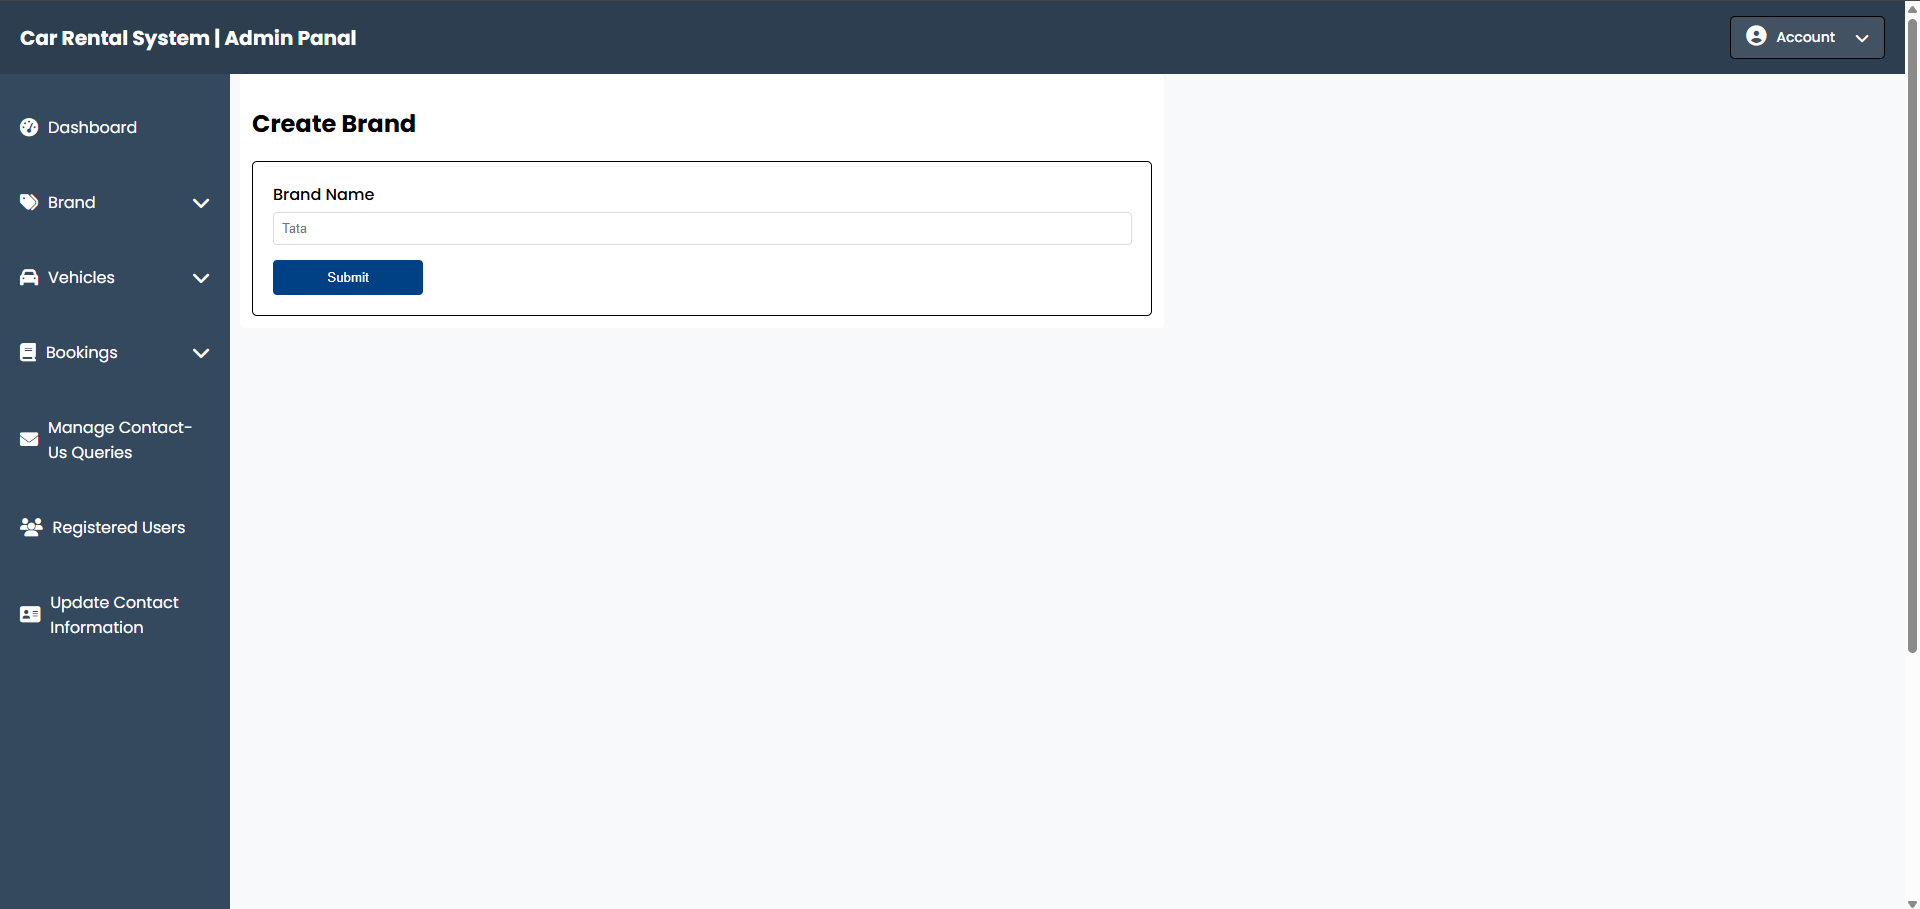 Car Rental System | Admin Panal
Account
Dashboard
Brand
Vehicles
Bookings
Manage Contact-
Us Queries
Registered Users
Update Contact
Information
Create Brand
Brand Name
Tata
Submit